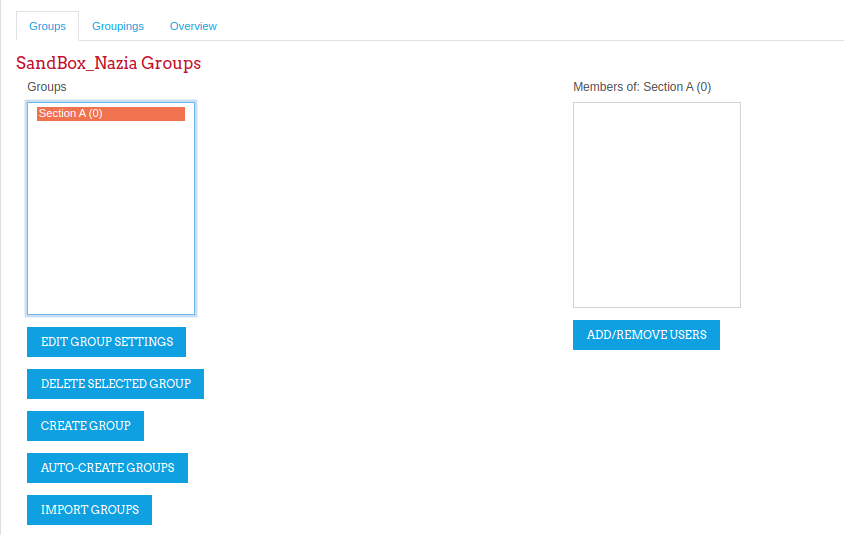 Groups Groupings Overview
SandBox_Nazia Groups
Groups
Section A (0)
EDIT GROUP SETTINGS
DELETE SELECTED GROUP
CREATE GROUP
AUTO-CREATE GROUPS
IMPORT GROUPS
Members of: Section A (0)
ADD/REMOVE USERS